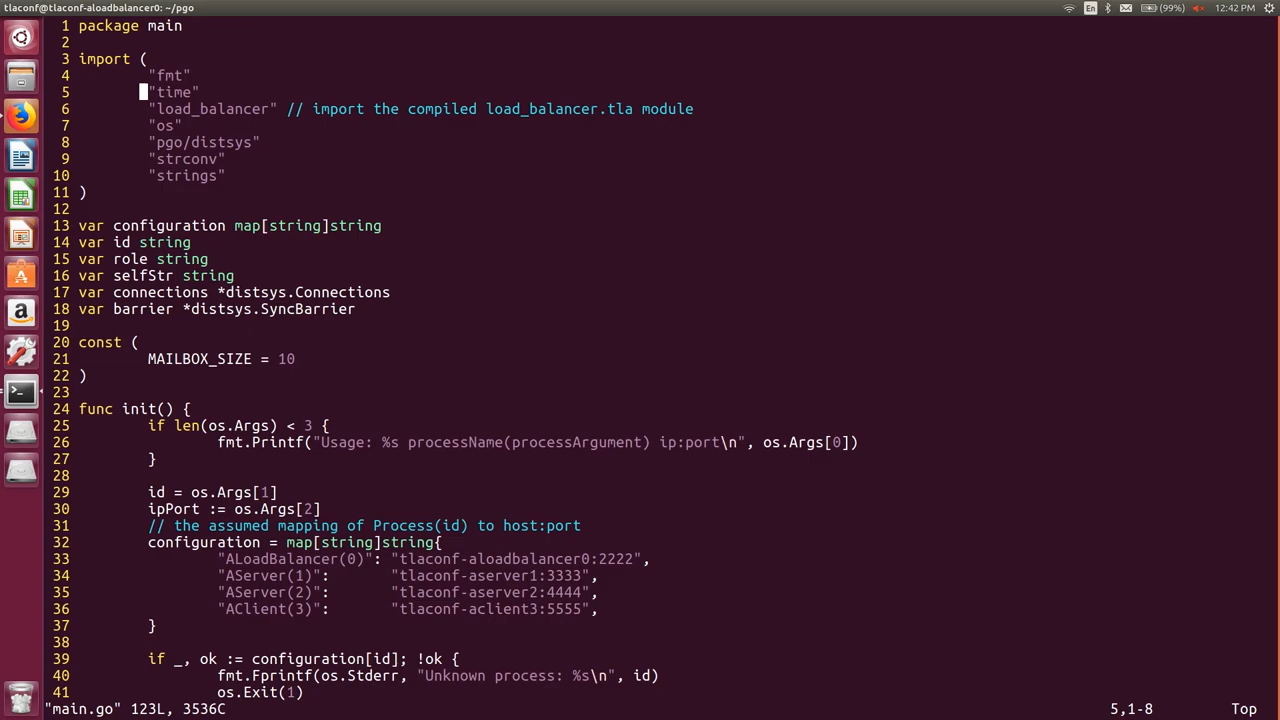 tlaconf@tlaconf-aloadbalancer0: ~/pgo
En
(99%)
12:42 PM
1 package main
2
3 import (
4 "fmt"
5 "time"
6 "load_balancer" // import the compiled load_balancer.tla module
7 "os"
8 "pgo/distsys"
9 "strconv"
10 "strings"
11 )
12
13 var configuration map[string]string
14 var id string
15 var role string
16 var selfStr string
17 var connections *distsys.Connections
18 var barrier *distsys.SyncBarrier
19
20 const (
21 MAILBOX_SIZE = 10
22 )
23
24 func init() {
25 if len(os.Args) < 3 {
26 fmt.Printf("Usage: %s processName(processArgument) ip:port\n", os.Args[0])
27 }
28
29 id = os.Args[1]
30 ipPort := os.Args[2]
31 // the assumed mapping of Process(id) to host:port
32 configuration = map[string]string{
33 "ALoadBalancer(0)": "tlaconf-aloadbalancer0:2222",
34 "AServer(1)": "tlaconf-aserver1:3333",
35 "AServer(2)": "tlaconf-aserver2:4444",
36 "AClient(3)": "tlaconf-aclient3:5555",
37 }
38
39 if _, ok := configuration[id]; !ok {
40 fmt.Fprintf(os.Stderr, "Unknown process: %s\n", id)
41 os.Exit(1)
"main.go" 123L, 3536C 5,1-8 Top